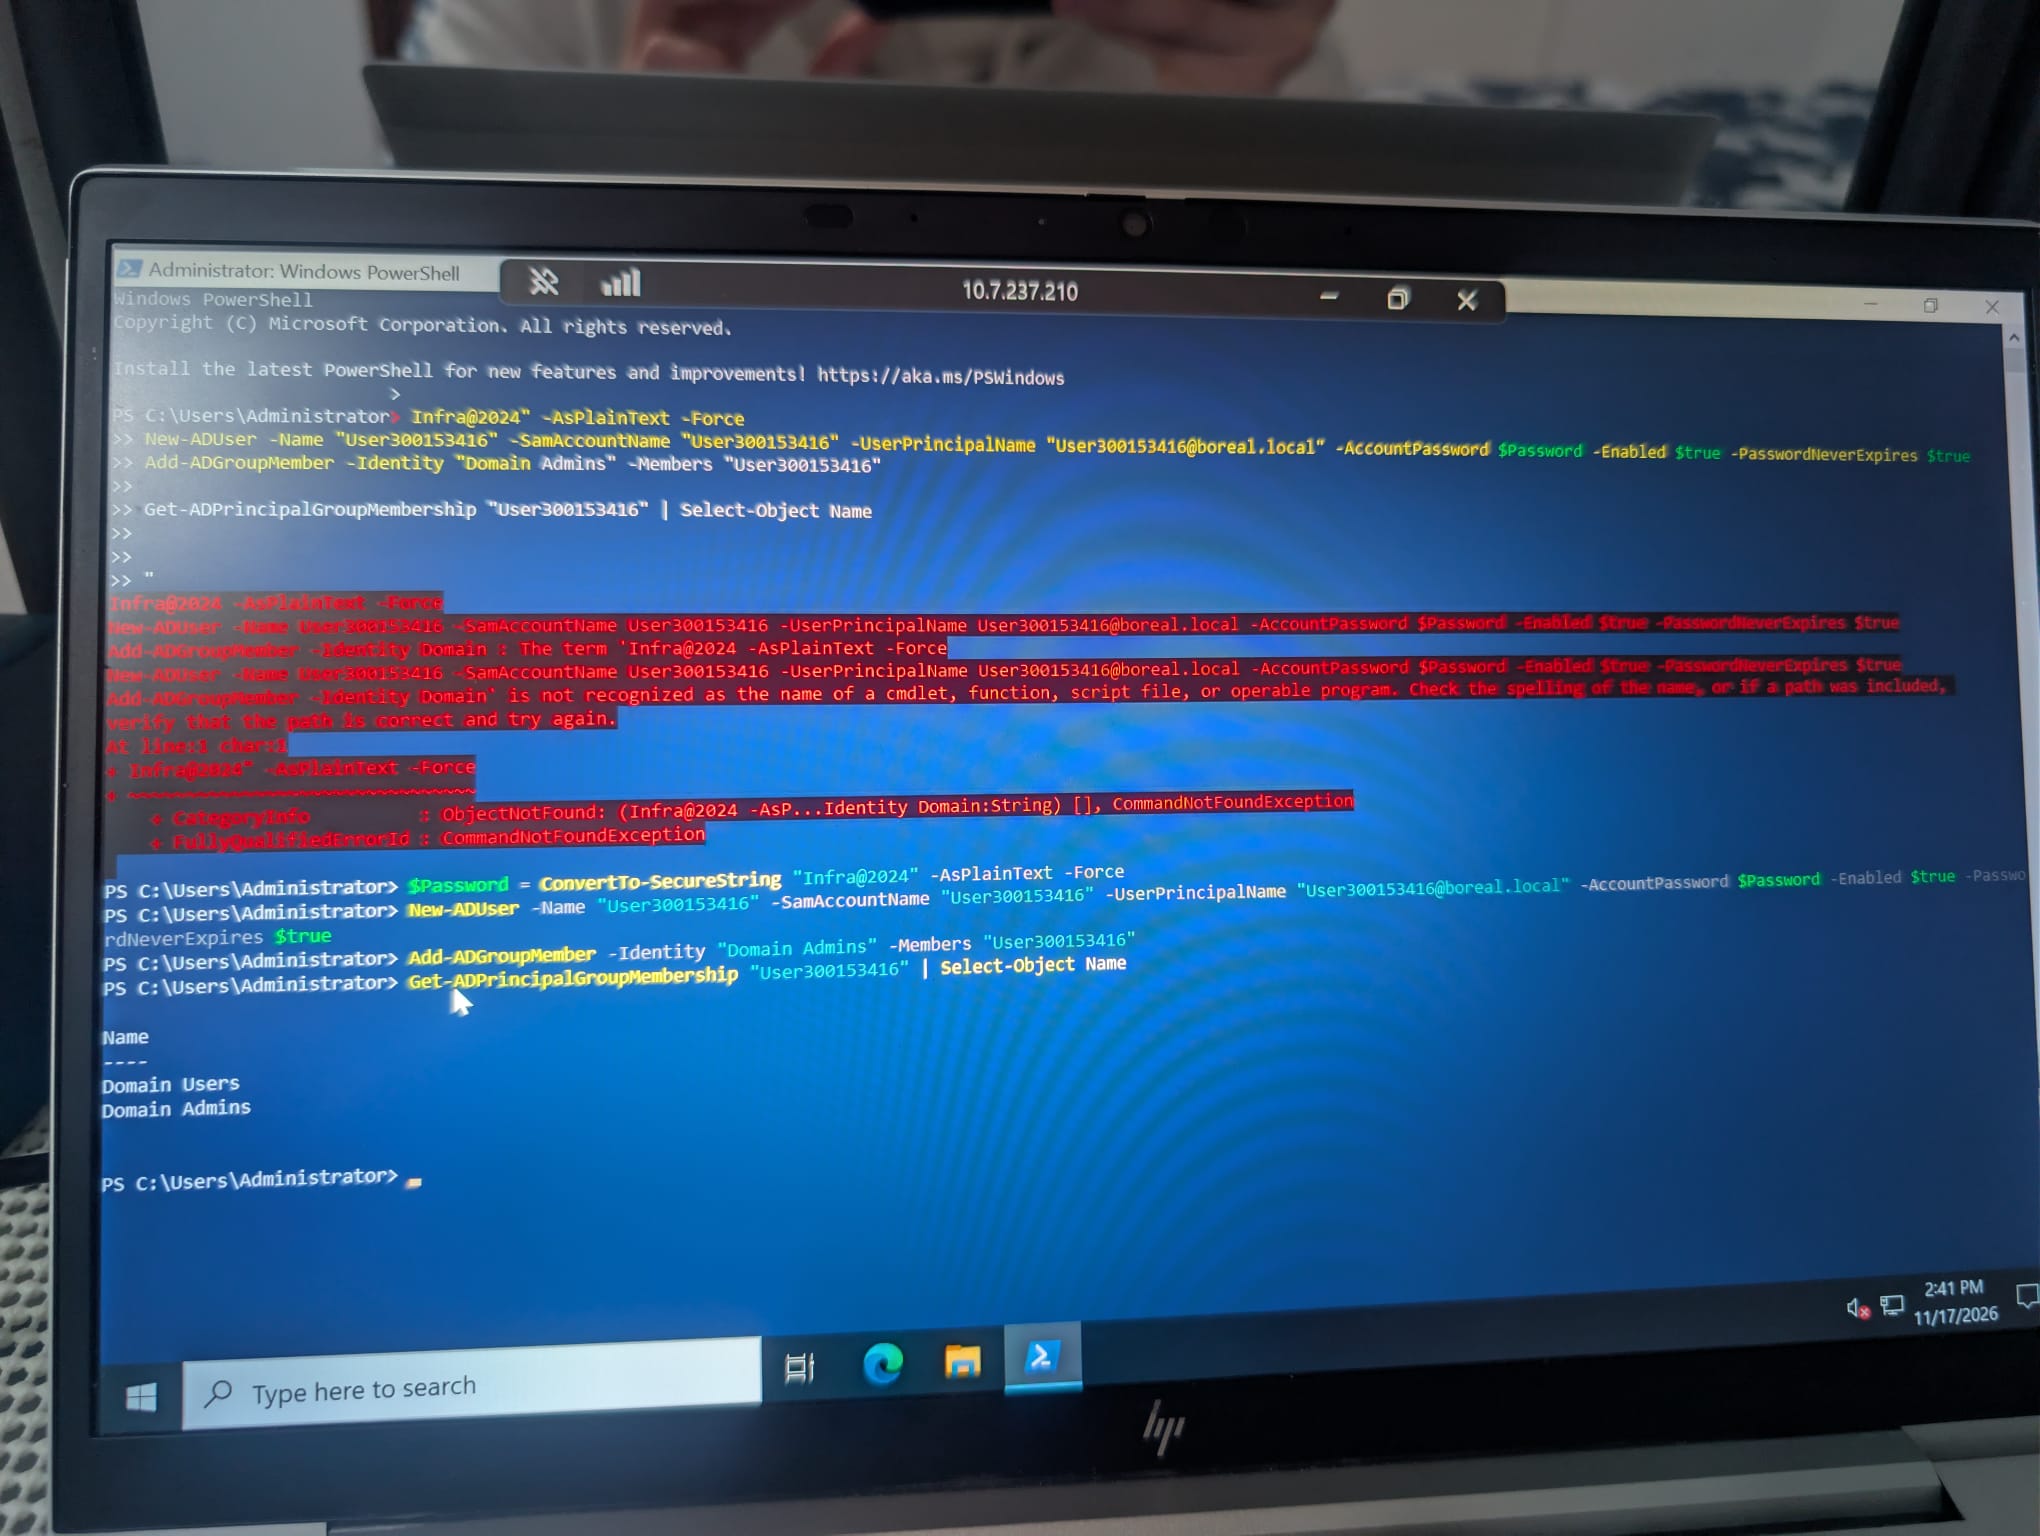 Administrator: Windows PowerShell
10.7.237.210
Windows PowerShell
Copyright (C) Microsoft Corporation. All rights reserved.
Install the latest PowerShell for new features and improvements! https://aka.ms/PSWindows
>
PS C:\Users\Administrator> Infra@2024" -AsPlainText -Force
>> New-ADUser -Name "User300153416" -SamAccountName "User300153416" -UserPrincipalName "User300153416@boreal.local" -AccountPassword $Password -Enabled $true -PasswordNeverExpires $true
>> Add-ADGroupMember -Identity "Domain Admins" -Members "User300153416"
>>
>> Get-ADPrincipalGroupMembership "User300153416" | Select-Object Name
>>
>>
>> "
Infra@2024 -AsPlainText -Force
New-ADUser -Name User300153416 -SamAccountName User300153416 -UserPrincipalName User300153416@boreal.local -AccountPassword $Password -Enabled $true -PasswordNeverExpires $true
Add-ADGroupMember -Identity Domain : The term 'Infra@2024 -AsPlainText -Force
New-ADUser -Name User300153416 -SamAccountName User300153416 -UserPrincipalName User300153416@boreal.local -AccountPassword $Password -Enabled $true -PasswordNeverExpires $true
Add-ADGroupMember -Identity Domain' is not recognized as the name of a cmdlet, function, script file, or operable program. Check the spelling of the name, or if a path was included,
verify that the path is correct and try again.
At line:1 char:1
+ Infra@2024" -AsPlainText -Force
+ ~~~~~~~~~~~~~~~~~~~~~~~~~~~~~~~
+ CategoryInfo : ObjectNotFound: (Infra@2024 -AsP...Identity Domain:String) [], CommandNotFoundException
+ FullyQualifiedErrorId : CommandNotFoundException
PS C:\Users\Administrator> $Password = ConvertTo-SecureString "Infra@2024" -AsPlainText -Force
PS C:\Users\Administrator> New-ADUser -Name "User300153416" -SamAccountName "User300153416" -UserPrincipalName "User300153416@boreal.local" -AccountPassword $Password -Enabled $true -Passwo
rdNeverExpires $true
PS C:\Users\Administrator> Add-ADGroupMember -Identity "Domain Admins" -Members "User300153416"
PS C:\Users\Administrator> Get-ADPrincipalGroupMembership "User300153416" | Select-Object Name
Name
----
Domain Users
Domain Admins
PS C:\Users\Administrator>
2:41 PM
11/17/2026
Type here to search
hp